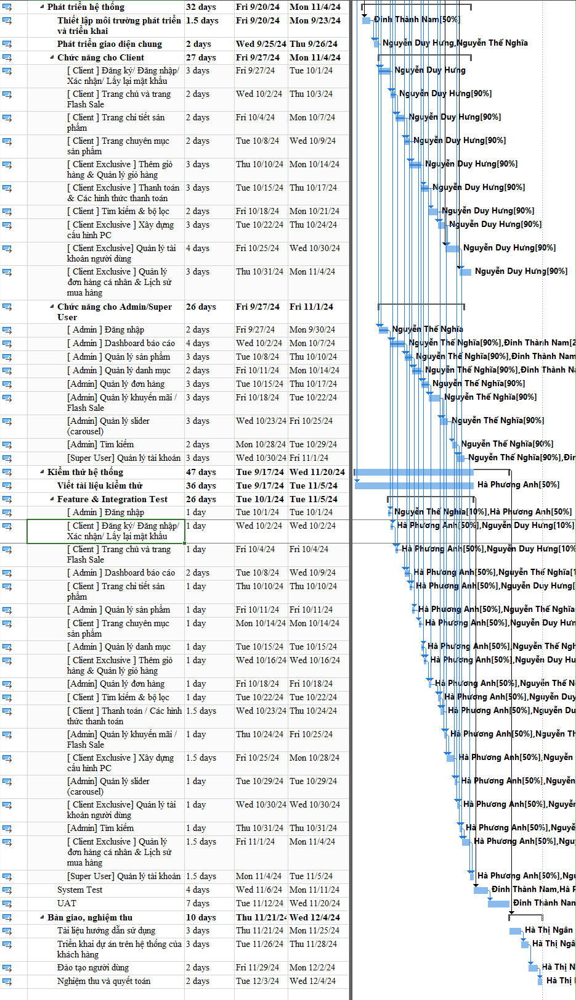 Phát triển hệ thống 32 days Fri 9/20/24 Mon 11/4/24
Thiết lập môi trường phát triển 1.5 days Fri 9/20/24 Mon 9/23/24 Đinh Thành Nam[50%]
và triển khai
Phát triển giao diện chung 2 days Wed 9/25/24 Thu 9/26/24 Nguyễn Duy Hưng,Nguyễn Thế Nghĩa
Chức năng cho Client 27 days Fri 9/27/24 Mon 11/4/24
[ Client ] Đăng ký/ Đăng nhập/ 3 days Fri 9/27/24 Tue 10/1/24 Nguyễn Duy Hưng
Xác nhận/ Lấy lại mật khẩu
[ Client ] Trang chủ và trang 2 days Wed 10/2/24 Thu 10/3/24 Nguyễn Duy Hưng[90%]
Flash Sale
[ Client ] Trang chi tiết sản 2 days Fri 10/4/24 Mon 10/7/24 Nguyễn Duy Hưng[90%]
phẩm
[ Client ] Trang chuyên mục 2 days Tue 10/8/24 Wed 10/9/24 Nguyễn Duy Hưng[90%]
sản phẩm
[ Client Exclusive ] Thêm giỏ 3 days Thu 10/10/24 Mon 10/14/24 Nguyễn Duy Hưng[90%]
hàng & Quản lý giỏ hàng
[ Client Exclusive ] Thanh toán 3 days Tue 10/15/24 Thu 10/17/24 Nguyễn Duy Hưng[90%]
& Các hình thức thanh toán
[ Client ] Tìm kiếm & bộ lọc 2 days Fri 10/18/24 Mon 10/21/24 Nguyễn Duy Hưng[90%]
[ Client Exclusive ] Xây dựng 3 days Tue 10/22/24 Thu 10/24/24 Nguyễn Duy Hưng[90%]
cấu hình PC
[ Client Exclusive] Quản lý tài 4 days Fri 10/25/24 Wed 10/30/24 Nguyễn Duy Hưng[90%]
khoản người dùng
[ Client Exclusive ] Quản lý 3 days Thu 10/31/24 Mon 11/4/24 Nguyễn Duy Hưng[90%]
đơn hàng cá nhân & Lịch sử
mua hàng
Chức năng cho Admin/Super 26 days Fri 9/27/24 Fri 11/1/24
User
[ Admin ] Đăng nhập 2 days Fri 9/27/24 Mon 9/30/24 Nguyễn Thế Nghĩa
[ Admin ] Dashboard báo cáo 4 days Wed 10/2/24 Mon 10/7/24 Nguyễn Thế Nghĩa[90%],Đinh Thành Nam[2
[ Admin ] Quản lý sản phẩm 3 days Tue 10/8/24 Thu 10/10/24 Nguyễn Thế Nghĩa[90%],Đinh Thành Nam
[ Admin ] Quản lý danh mục 2 days Fri 10/11/24 Mon 10/14/24 Nguyễn Thế Nghĩa[90%],Đinh Thành Na
[Admin] Quản lý đơn hàng 3 days Tue 10/15/24 Thu 10/17/24 Nguyễn Thế Nghĩa[90%]
[Admin] Quản lý khuyến mãi / 3 days Fri 10/18/24 Tue 10/22/24 Nguyễn Thế Nghĩa[90%]
Flash Sale
[Admin] Quản lý slider 3 days Wed 10/23/24 Fri 10/25/24 Nguyễn Thế Nghĩa[90%]
(carousel)
[Admin] Tìm kiếm 2 days Mon 10/28/24 Tue 10/29/24 Nguyễn Thế Nghĩa[90%]
[Super User] Quản lý tài khoản 3 days Wed 10/30/24 Fri 11/1/24 Nguyễn Thế Nghĩa[90%],Đin
Kiểm thử hệ thống 47 days Tue 9/17/24 Wed 11/20/24
Viết tài liệu kiểm thử 36 days Tue 9/17/24 Tue 11/5/24 Hà Phương Anh[50%]
Feature & Integration Test 26 days Tue 10/1/24 Tue 11/5/24
[ Admin ] Đăng nhập 1 day Tue 10/1/24 Tue 10/1/24 Nguyễn Thế Nghĩa[10%],Hà Phương Anh[50%]
[ Client ] Đăng ký/ Đăng nhập/ 1 day Wed 10/2/24 Wed 10/2/24 Hà Phương Anh[50%],Nguyễn Duy Hưng[10%]
Xác nhận/ Lấy lại mật khẩu
[ Client ] Trang chủ và trang 1 day Fri 10/4/24 Fri 10/4/24 Hà Phương Anh[50%],Nguyễn Duy Hưng[10%
Flash Sale
[ Admin ] Dashboard báo cáo 2 days Tue 10/8/24 Wed 10/9/24 Hà Phương Anh[50%],Nguyễn Thế Nghĩa[1
[ Client ] Trang chi tiết sản 1 day Thu 10/10/24 Thu 10/10/24 Hà Phương Anh[50%],Nguyễn Duy Hưng[
phẩm
[ Admin ] Quản lý sản phẩm 1 day Fri 10/11/24 Fri 10/11/24 Hà Phương Anh[50%],Nguyễn Thế Nghĩa
[ Client ] Trang chuyên mục 1 day Mon 10/14/24 Mon 10/14/24 Hà Phương Anh[50%],Nguyễn Duy Hưn
sản phẩm
[ Admin ] Quản lý danh mục 1 day Tue 10/15/24 Tue 10/15/24 Hà Phương Anh[50%],Nguyễn Thế Ngh
[ Client Exclusive ] Thêm giỏ 1 day Wed 10/16/24 Wed 10/16/24 Hà Phương Anh[50%],Nguyễn Duy Hu
hàng & Quản lý giỏ hàng
[Admin] Quản lý đơn hàng 1 day Fri 10/18/24 Fri 10/18/24 Hà Phương Anh[50%],Nguyễn Thế N
[ Client ] Tìm kiếm & bộ lọc 1 day Tue 10/22/24 Tue 10/22/24 Hà Phương Anh[50%],Nguyễn Duy
[ Client ] Thanh toán / Các hình 1.5 days Wed 10/23/24 Thu 10/24/24 Hà Phương Anh[50%],Nguyễn Du
thức thanh toán
[Admin] Quản lý khuyến mãi / 1 day Thu 10/24/24 Fri 10/25/24 Hà Phương Anh[50%],Nguyễn Th
Flash Sale
[ Client Exclusive ] Xây dựng 1.5 days Fri 10/25/24 Mon 10/28/24 Hà Phương Anh[50%],Nguyễn
cấu hình PC
[Admin] Quản lý slider 1 day Tue 10/29/24 Tue 10/29/24 Hà Phương Anh[50%],Nguyễn
(carousel)
[ Client Exclusive] Quản lý tài 1 day Wed 10/30/24 Wed 10/30/24 Hà Phương Anh[50%],Nguyễn
khoản người dùng
[Admin] Tìm kiếm 1 day Thu 10/31/24 Thu 10/31/24 Hà Phương Anh[50%],Nguyễ
[ Client Exclusive ] Quản lý 1.5 days Fri 11/1/24 Mon 11/4/24 Hà Phương Anh[50%],Ngu
đơn hàng cá nhân & Lịch sử
mua hàng
[Super User] Quản lý tài khoản 1.5 days Mon 11/4/24 Tue 11/5/24 Hà Phương Anh[50%],Ngu
System Test 4 days Wed 11/6/24 Mon 11/11/24 Đinh Thành Nam,Hà P
UAT 7 days Tue 11/12/24 Wed 11/20/24 Đinh Thành Nan
Bàn giao, nghiệm thu 10 days Thu 11/21/24 Wed 12/4/24
Tài liệu hướng dẫn sử dụng 3 days Thu 11/21/24 Mon 11/25/24 Hà Thị Ngân
Triển khai dự án trên hệ thống của 3 days Tue 11/26/24 Thu 11/28/24 Hà Thị Ngâ
khách hàng
Đào tạo người dùng 2 days Fri 11/29/24 Mon 12/2/24 Hà Thị N
Nghiệm thu và quyết toán 2 days Tue 12/3/24 Wed 12/4/24 Hà Thị